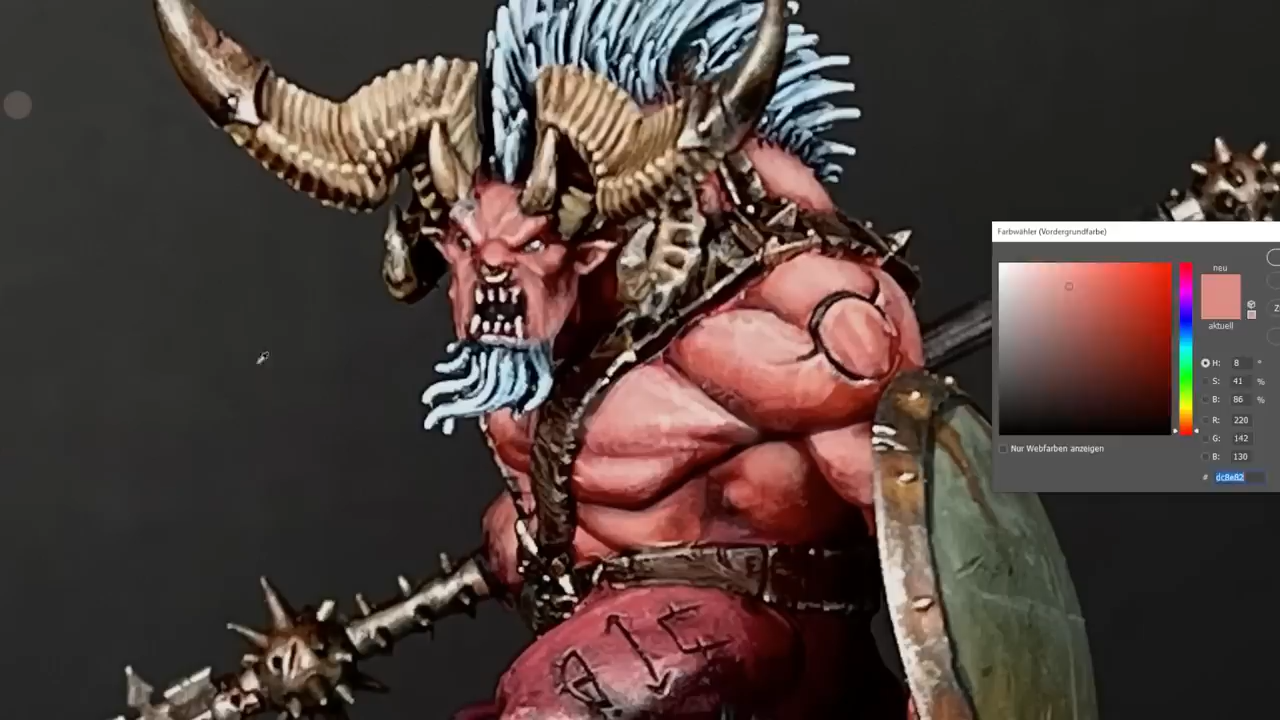 Farbwähler (Vordergrundfarbe)
neu
aktuell
H: 8 °
S: 41 %
B: 86 %
R: 220
G: 142
B: 130
Nur Webfarben anzeigen
# dc8e82